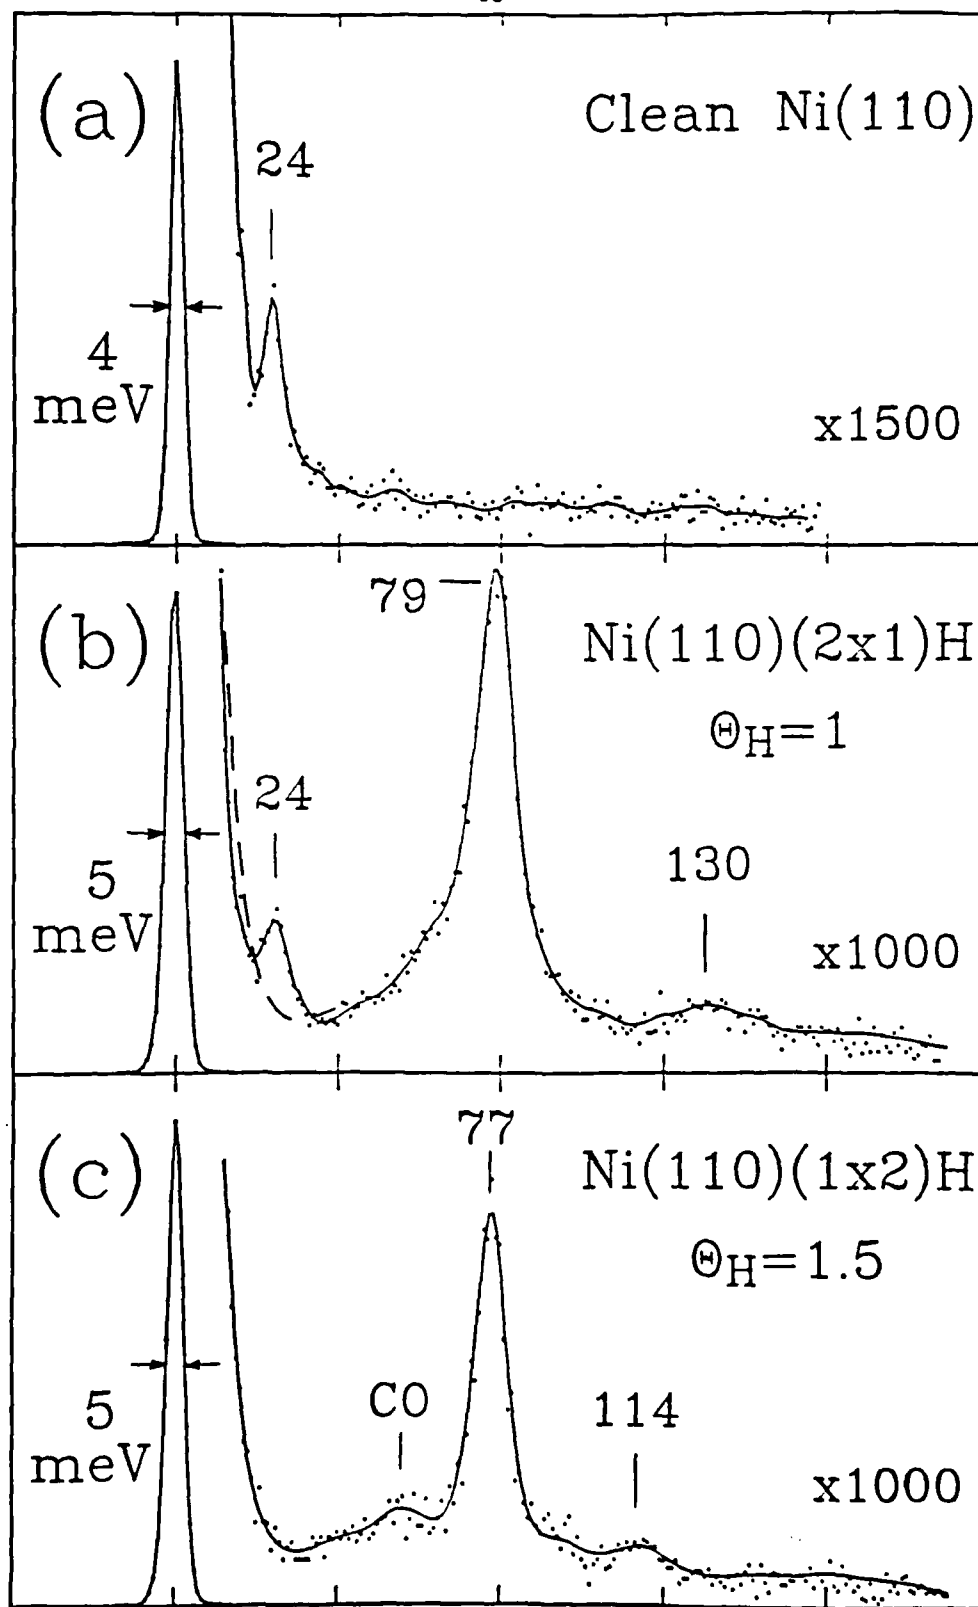 (a)
Clean Ni(110)
24
4
meV
x1500
(b)
79
Ni(110)(2x1)H
ΘH=1
24
130
5
meV
x1000
(c)
77
Ni(110)(1x2)H
ΘH=1.5
CO
114
5
meV
x1000